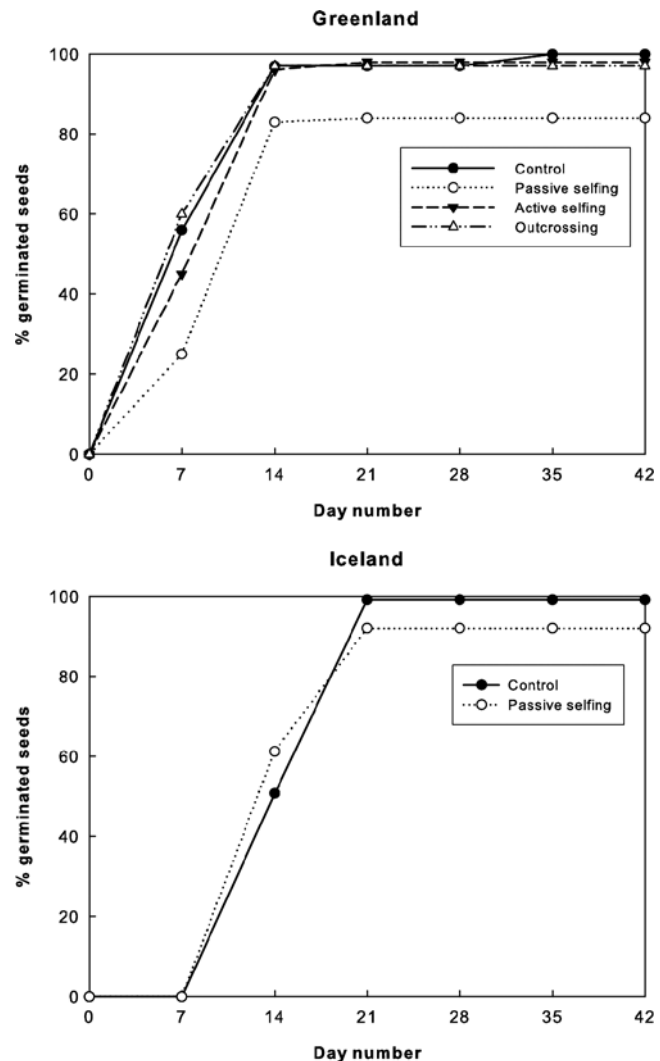 Greenland
100
80
60
40
20
0
% germinated seeds
Control
Passive selfing
Active selfing
Outcrossing
0 7 14 21 28 35 42
Day number
Iceland
100
80
60
40
20
0
% germinated seeds
Control
Passive selfing
0 7 14 21 28 35 42
Day number